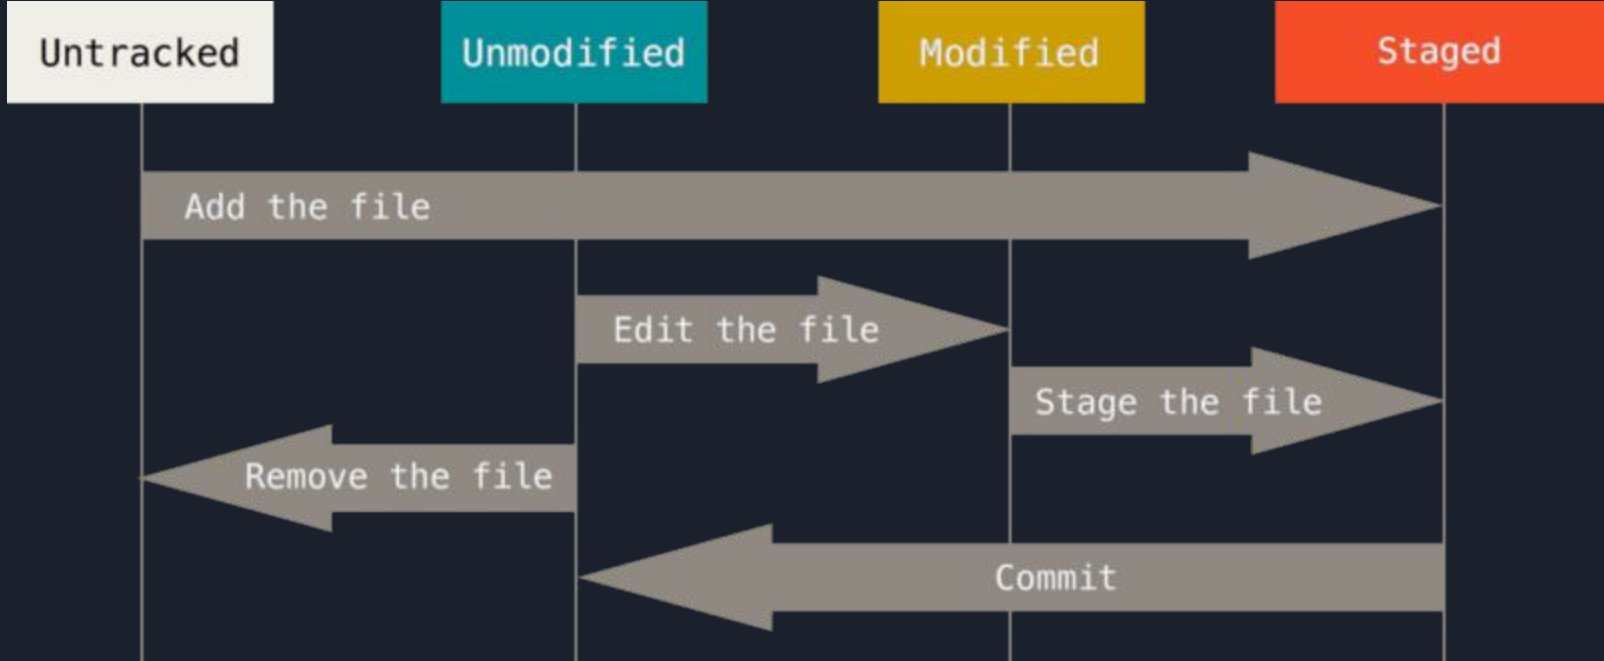 Untracked
Unmodified
Modified
Staged
Add the file
Edit the file
Stage the file
Remove the file
Commit